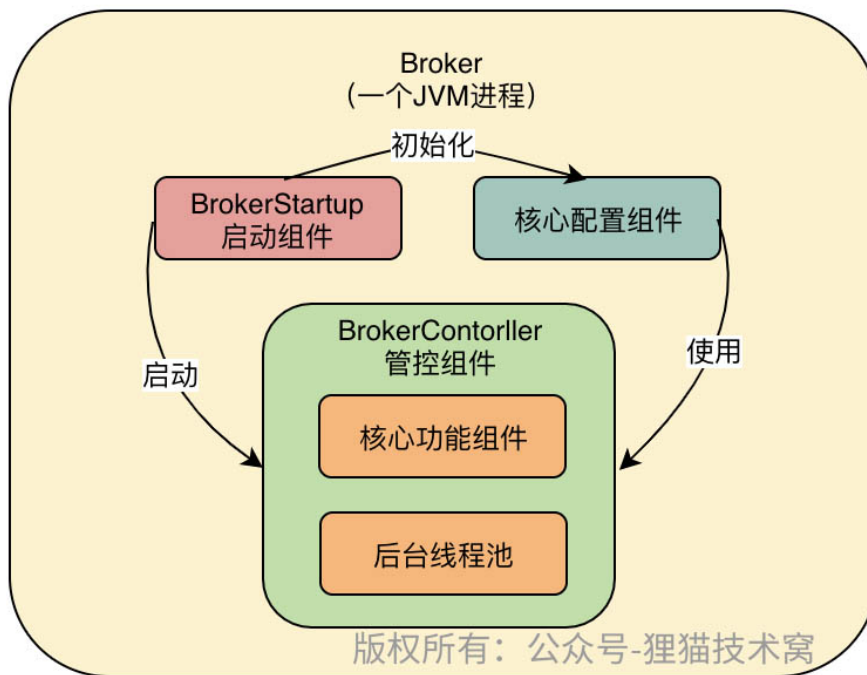 Broker
（一个JVM进程）
初始化
BrokerStartup
启动组件
核心配置组件
BrokerContorller
管控组件
启动
使用
核心功能组件
后台线程池
版权所有：公众号-狸猫技术窝